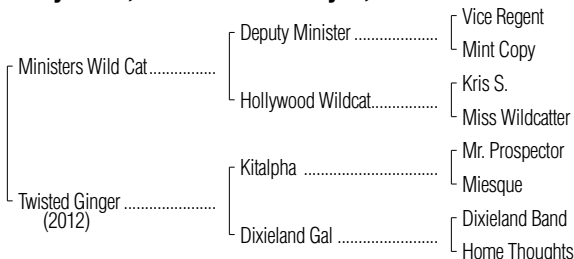 Vice Regent
Deputy Minister ..................
Mint Copy
Ministers Wild Cat................
Kris S.
Hollywood Wildcat................
Miss Wildcatter
Mr. Prospector
Kitalpha ..........................
Miesque
Twisted Ginger ......................
(2012)
Dixieland Band
Dixieland Gal ....................
Home Thoughts